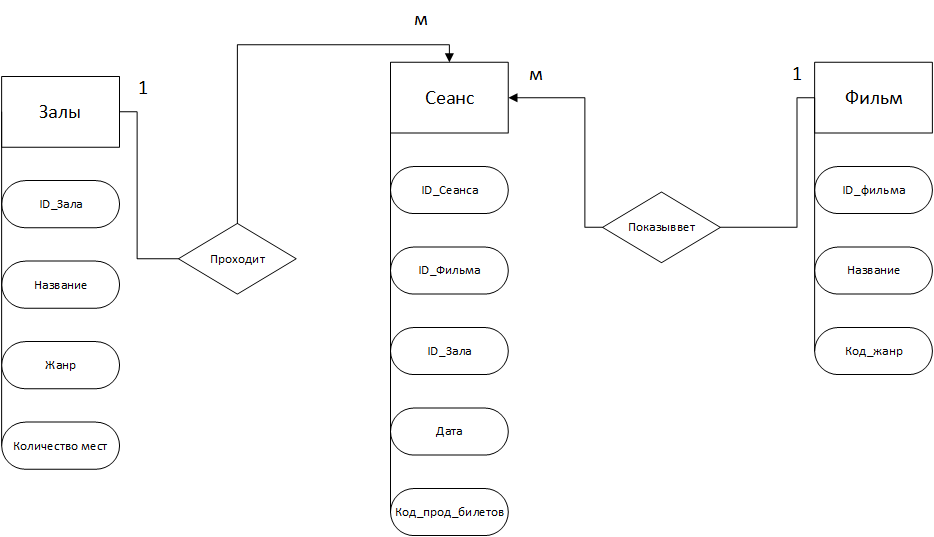 м
1
Залы
Сеанс
м
1
Фильм
ID_Зала
Название
Жанр
Количество мест
Проходит
ID_Сеанса
ID_Фильма
ID_Зала
Дата
Код_прод_билетов
Показыввет
ID_фильма
Название
Код_жанр